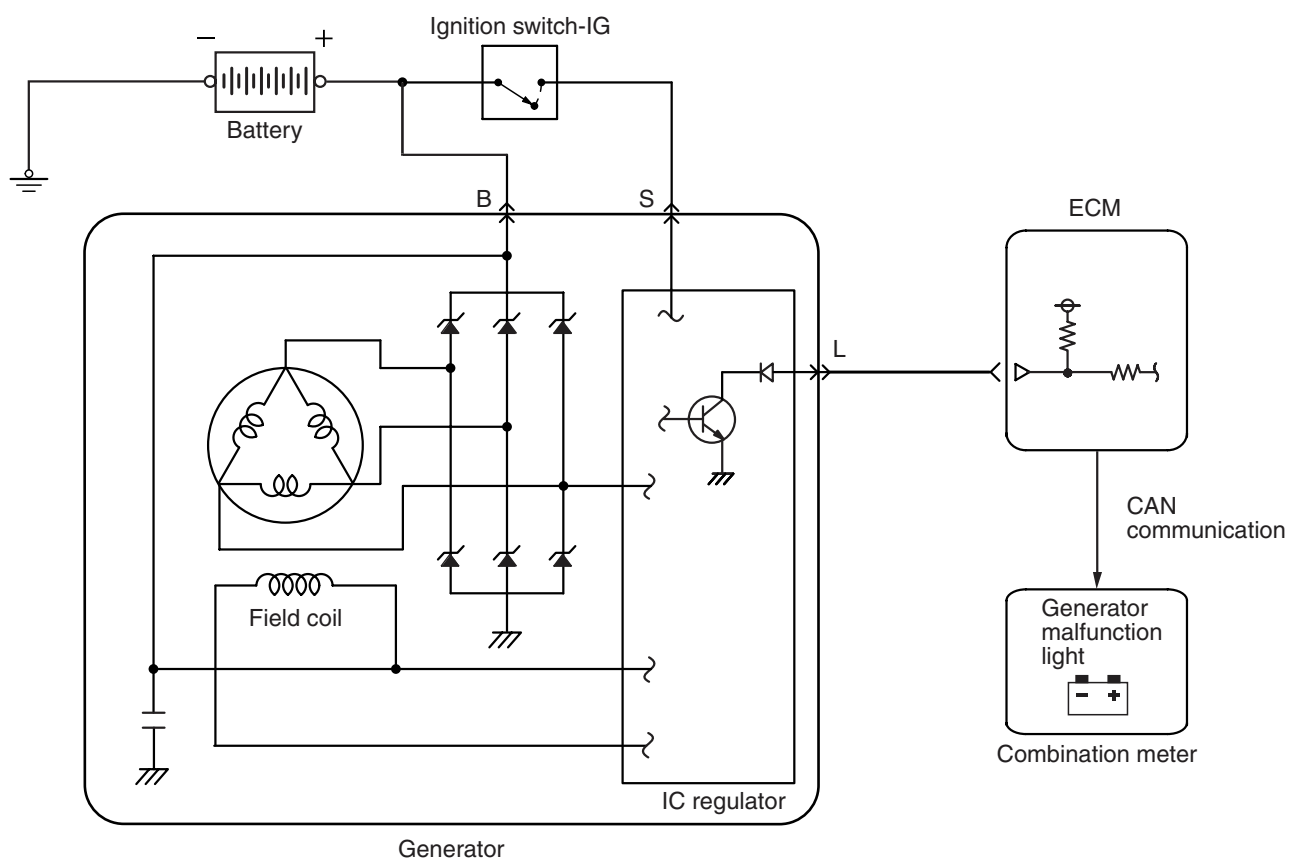 Ignition switch-IG
− +
Battery
B
S
ECM
L
CAN
communication
Field coil
Generator
malfunction
light
− +
Combination meter
IC regulator
Generator